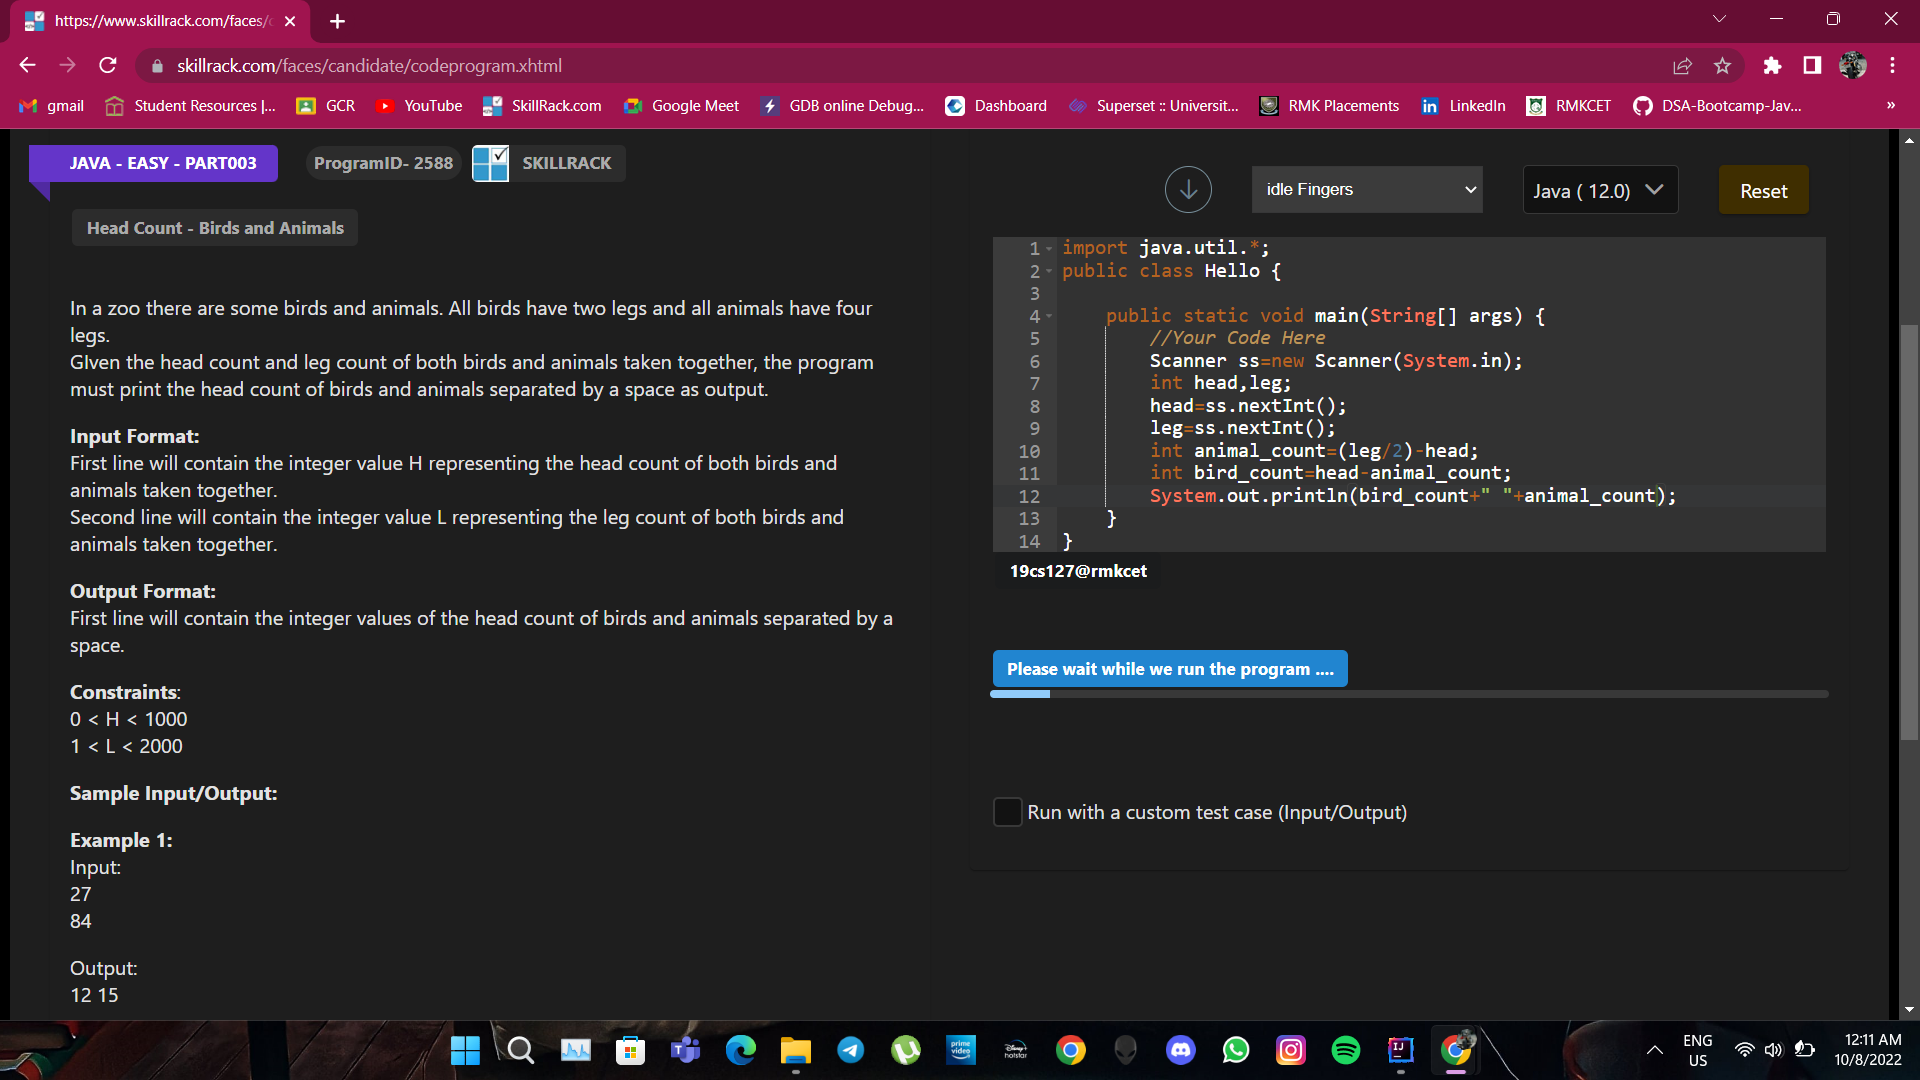 https://www.skillrack.com/faces/c
skillrack.com/faces/candidate/codeprogram.xhtml
gmail
Student Resources |...
GCR
YouTube
SkillRack.com
Google Meet
GDB online Debug...
Dashboard
Superset :: Universit...
RMK Placements
LinkedIn
RMKCET
DSA-Bootcamp-Jav...
»
JAVA - EASY - PART003
ProgramID- 2588
SKILLRACK
Head Count - Birds and Animals
In a zoo there are some birds and animals. All birds have two legs and all animals have four
legs.
GIven the head count and leg count of both birds and animals taken together, the program
must print the head count of birds and animals separated by a space as output.
Input Format:
First line will contain the integer value H representing the head count of both birds and
animals taken together.
Second line will contain the integer value L representing the leg count of both birds and
animals taken together.
Output Format:
First line will contain the integer values of the head count of birds and animals separated by a
space.
Constraints:
0 < H < 1000
1 < L < 2000
Sample Input/Output:
Example 1:
Input:
27
84
Output:
12 15
idle Fingers
Java ( 12.0)
Reset
1 import java.util.*;
2 public class Hello {
3
4 public static void main(String[] args) {
5 //Your Code Here
6 Scanner ss=new Scanner(System.in);
7 int head,leg;
8 head=ss.nextInt();
9 leg=ss.nextInt();
10 int animal_count=(leg/2)-head;
11 int bird_count=head-animal_count;
12 System.out.println(bird_count+" "+animal_count);
13 }
14 }
19cs127@rmkcet
Please wait while we run the program ....
Run with a custom test case (Input/Output)
prime video
Disney+ hotstar
IJ
ENG
US
12:11 AM
10/8/2022